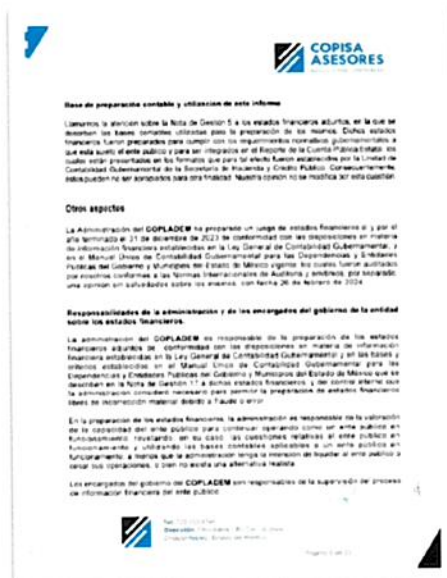 COPISA
ASESORES
Base de preparación contable y utilización de este informe
Llamamos la atención sobre la Nota de Gestión 5 a los estados financieros adjuntos, en la que se
describen las bases contables utilizadas para la preparación de los mismos. Dichos estados
financieros fueron preparados para cumplir con los requerimientos normativos gubernamentales a
que está sujeto el ente público y para ser integrados en el Reporte de la Cuenta Pública Estatal, los
cuales están presentados en los formatos que para tal efecto fueron establecidos por la Unidad de
Contabilidad Gubernamental de la Secretaría de Hacienda y Crédito Público. Consecuentemente,
éstos pueden no ser apropiados para otra finalidad. Nuestra opinión no se modifica por esta cuestión.
Otros aspectos
La Administración del COPLADEM ha preparado un juego de estados financieros al y por el
año terminado el 31 de diciembre de 2023 de conformidad con las disposiciones en materia
de información financiera establecidas en la Ley General de Contabilidad Gubernamental, y
en el Manual Único de Contabilidad Gubernamental para las Dependencias y Entidades
Públicas del Gobierno y Municipios del Estado de México vigente, los cuales fueron auditados
por nosotros conformes a las Normas Internacionales de Auditoría y emitimos, por separado,
una opinión sin salvedades sobre los mismos, con fecha 26 de febrero de 2024.
Responsabilidades de la administración y de los encargados del gobierno de la entidad
sobre los estados financieros.
La administración del COPLADEM es responsable de la preparación de los estados
financieros adjuntos de conformidad con las disposiciones en materia de información
financiera establecidas en la Ley General de Contabilidad Gubernamental y en las bases y
criterios establecidos en el Manual Único de Contabilidad Gubernamental para las
Dependencias y Entidades Públicas del Gobierno y Municipios del Estado de México que se
describen en la Nota de Gestión 11 a dichos estados financieros, y del control interno que
la administración consideró necesario para permitir la preparación de estados financieros
libres de incorrección material debido a fraude o error.
En la preparación de los estados financieros, la administración es responsable de la valoración
de la capacidad del ente público para continuar operando como un ente público en
funcionamiento, revelando, en su caso, las cuestiones relativas al ente público en
funcionamiento y utilizando las bases contables aplicables a un ente público en
funcionamiento, a menos que la administración tenga la intención de liquidar al ente público o
cesar sus operaciones, o bien no exista una alternativa realista.
Los encargados del gobierno del COPLADEM son responsables de la supervisión del proceso
de información financiera del ente público.